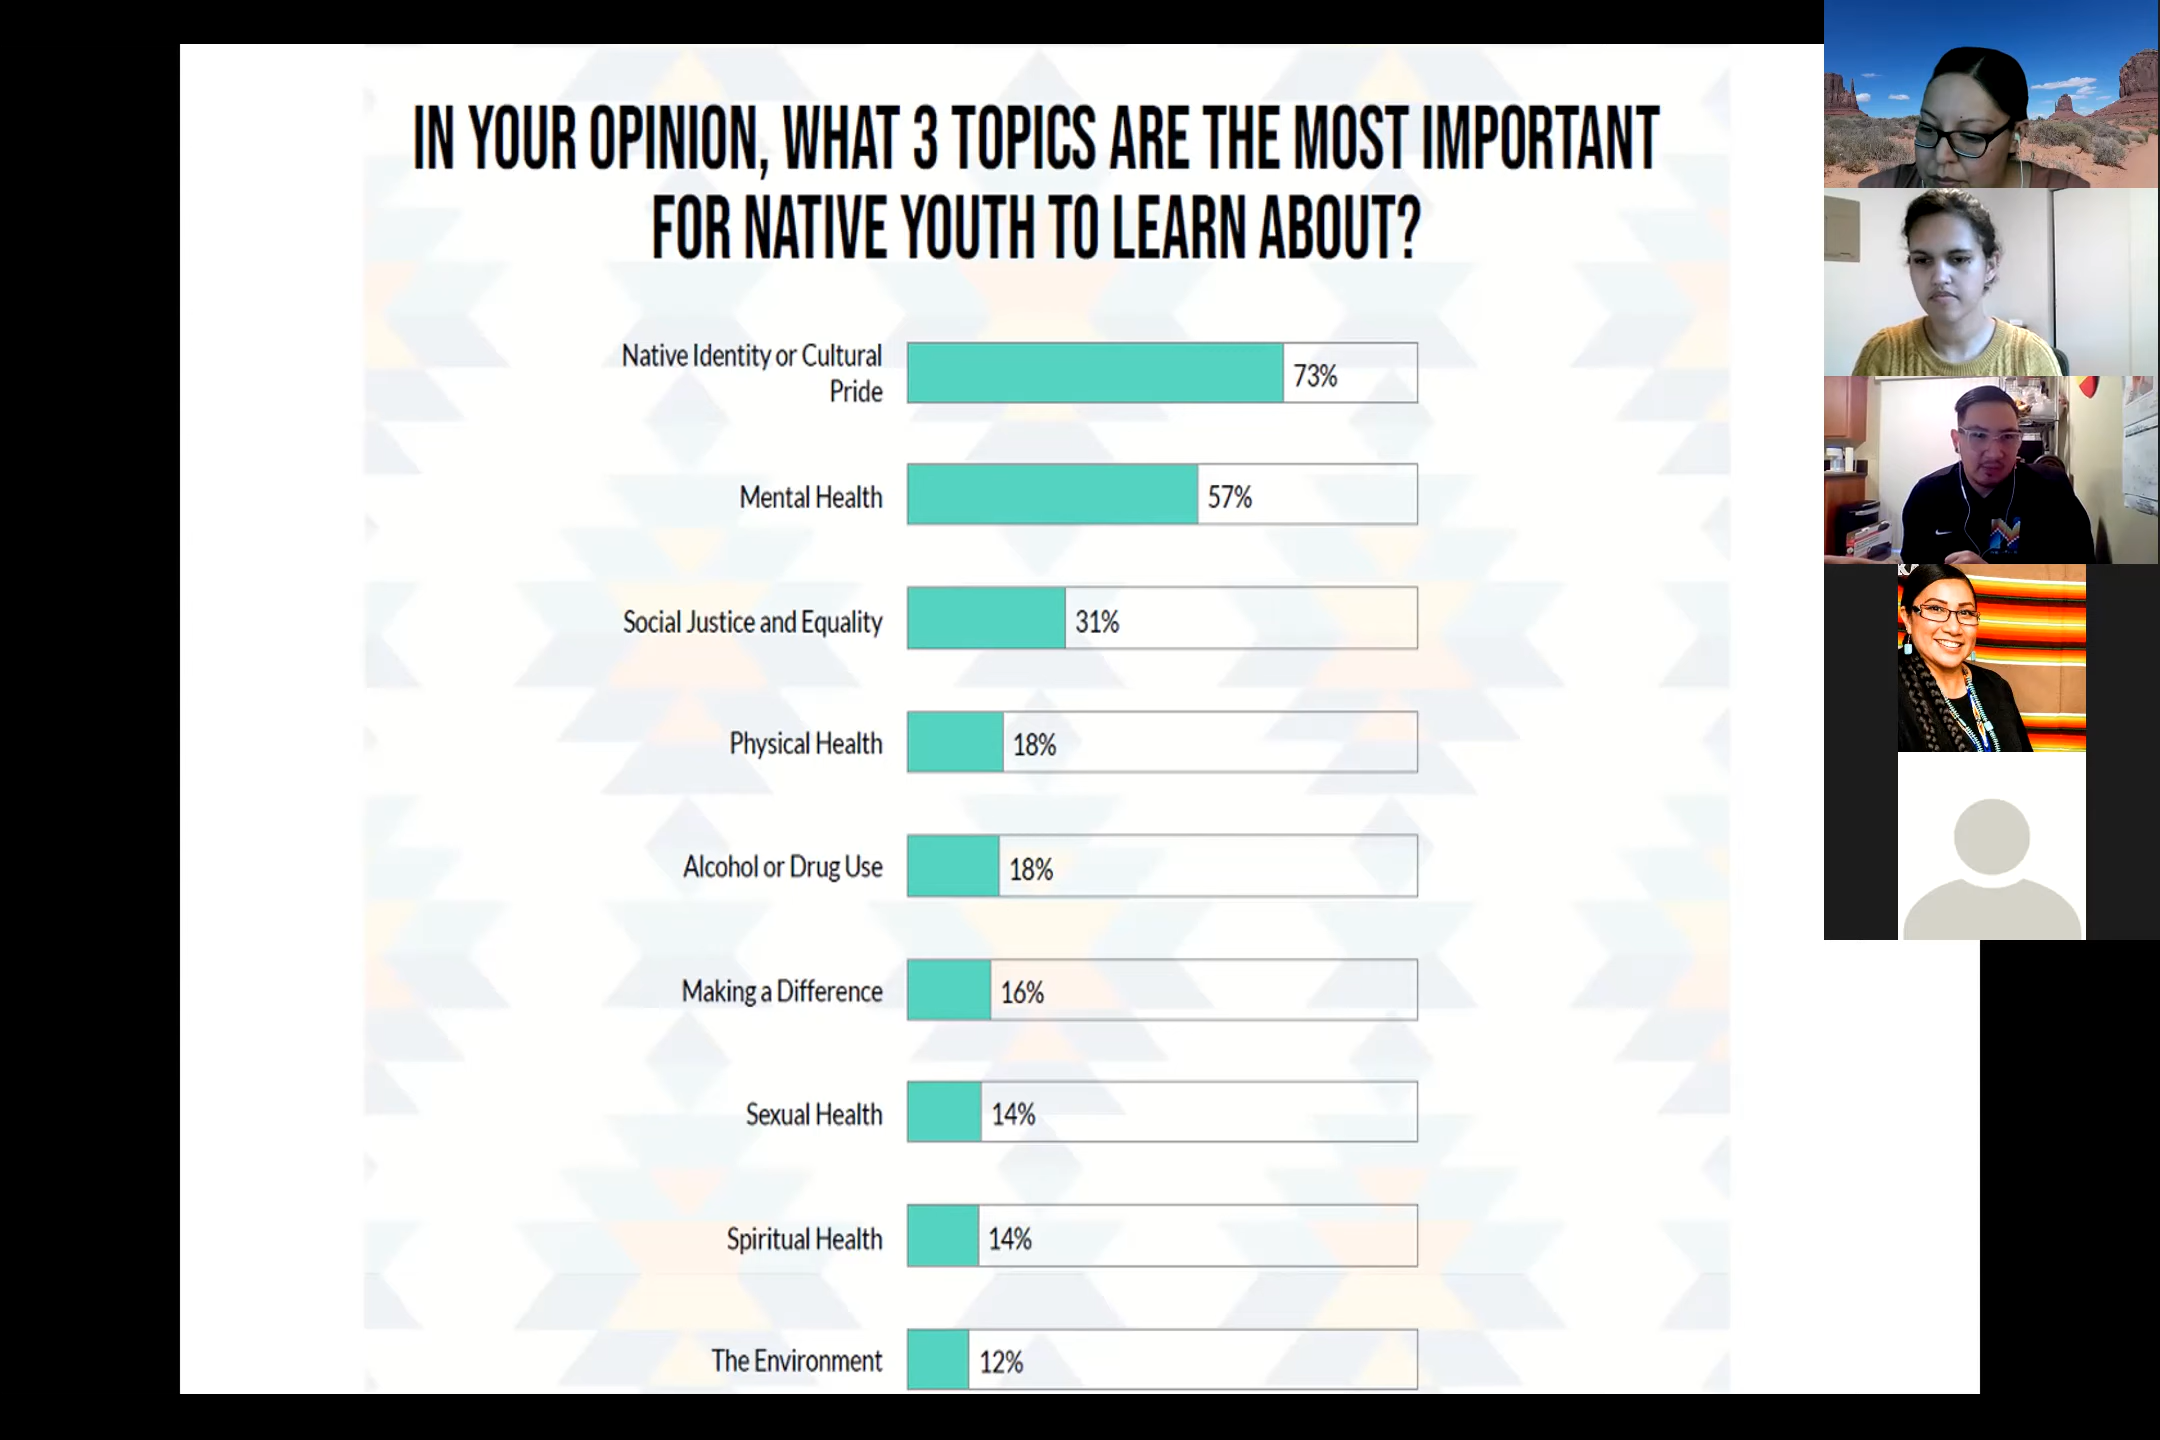 IN YOUR OPINION, WHAT 3 TOPICS ARE THE MOST IMPORTANT
FOR NATIVE YOUTH TO LEARN ABOUT?
Native Identity or Cultural
Pride
73%
Mental Health
57%
Social Justice and Equality
31%
Physical Health
18%
Alcohol or Drug Use
18%
Making a Difference
16%
Sexual Health
14%
Spiritual Health
14%
The Environment
12%